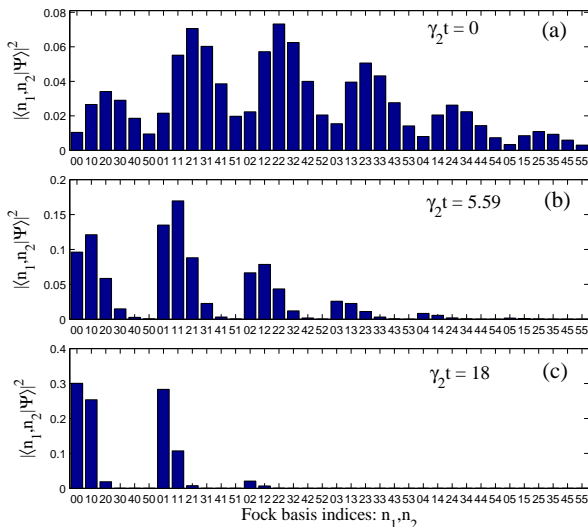 0.08
0.06
0.04
0.02
0
|⟨n₁,n₂|Ψ⟩|²
γ₂t = 0
(a)
00 10 20 30 40 50 01 11 21 31 41 51 02 12 22 32 42 52 03 13 23 33 43 53 04 14 24 34 44 54 05 15 25 35 45 55
0.2
0.15
0.1
0.05
0
|⟨n₁,n₂|Ψ⟩|²
γ₂t = 5.59
(b)
00 10 20 30 40 50 01 11 21 31 41 51 02 12 22 32 42 52 03 13 23 33 43 53 04 14 24 34 44 54 05 15 25 35 45 55
0.4
0.3
0.2
0.1
0
|⟨n₁,n₂|Ψ⟩|²
γ₂t = 18
(c)
00 10 20 30 40 50 01 11 21 31 41 51 02 12 22 32 42 52 03 13 23 33 43 53 04 14 24 34 44 54 05 15 25 35 45 55
Fock basis indices: n₁,n₂